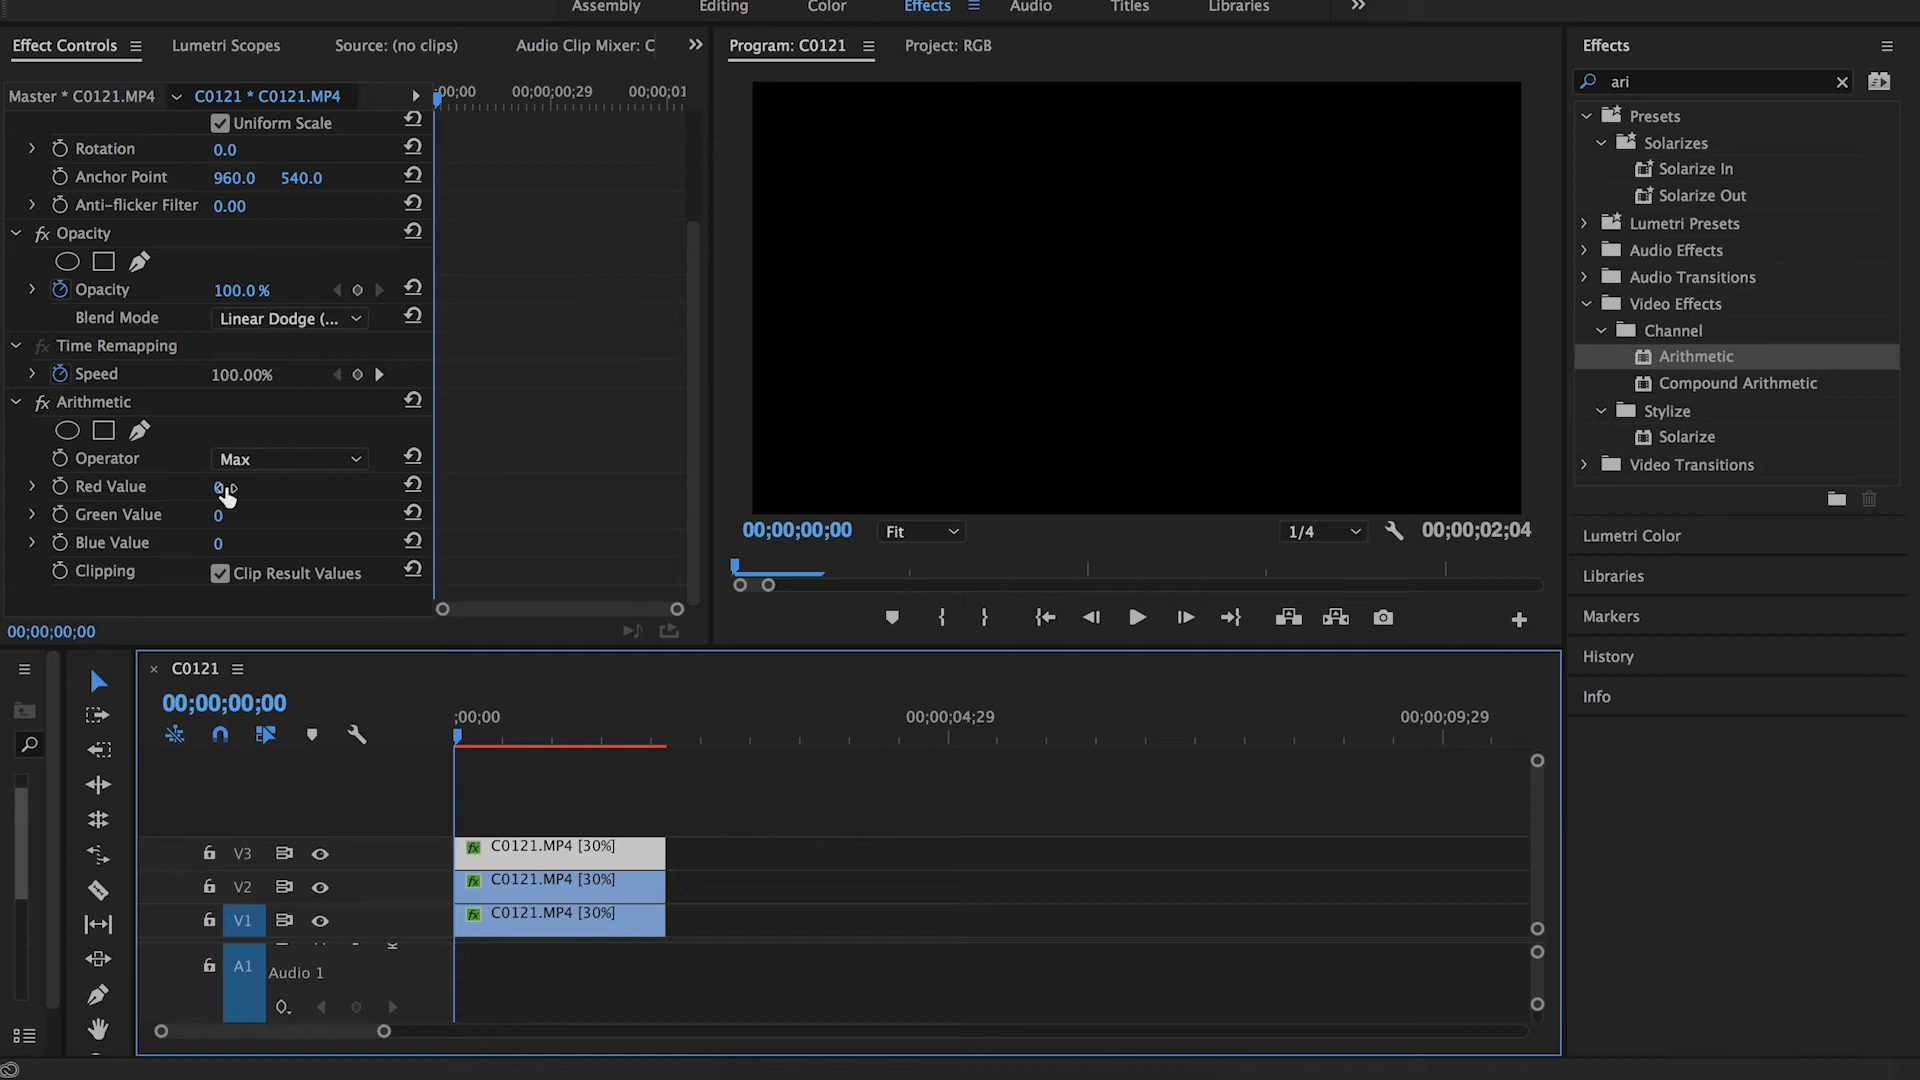 Assembly Editing Color Effects Audio Titles Libraries
Effect Controls Lumetri Scopes Source: (no clips) Audio Clip Mixer: C
Master * C0121.MP4 C0121 * C0121.MP4
:00;00 00;00;00;29 00;00;01
Uniform Scale
Rotation 0.0
Anchor Point 960.0 540.0
Anti-flicker Filter 0.00
fx Opacity
Opacity 100.0 %
Blend Mode Linear Dodge (...
fx Time Remapping
Speed 100.00%
fx Arithmetic
Operator Max
Red Value
Green Value 0
Blue Value 0
Clipping Clip Result Values
00;00;00;00
Program: C0121 Project: RGB
00;00;00;00 Fit 1/4 00;00;02;04
Effects
ari
Presets
Solarizes
Solarize In
Solarize Out
Lumetri Presets
Audio Effects
Audio Transitions
Video Effects
Channel
Arithmetic
Compound Arithmetic
Stylize
Solarize
Video Transitions
Lumetri Color
Libraries
Markers
History
Info
× C0121
00;00;00;00
;00;00 00;00;04;29 00;00;09;29
V3 fx C0121.MP4 [30%]
V2 fx C0121.MP4 [30%]
V1 fx C0121.MP4 [30%]
A1 Audio 1